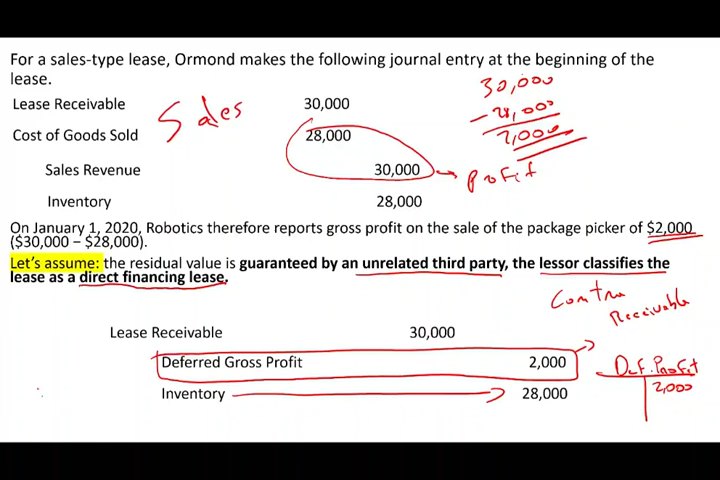 For a sales-type lease, Ormond makes the following journal entry at the beginning of the
lease.
30,000
Lease Receivable 30,000
Sales
- 28,000
Cost of Goods Sold 28,000
2,000
Sales Revenue 30,000
Profit
Inventory 28,000
On January 1, 2020, Robotics therefore reports gross profit on the sale of the package picker of $2,000
($30,000 – $28,000).
Let's assume: the residual value is guaranteed by an unrelated third party, the lessor classifies the
lease as a direct financing lease.
Contra
Receivable
Lease Receivable 30,000
Deferred Gross Profit 2,000
Def. Profit
2,000
Inventory 28,000